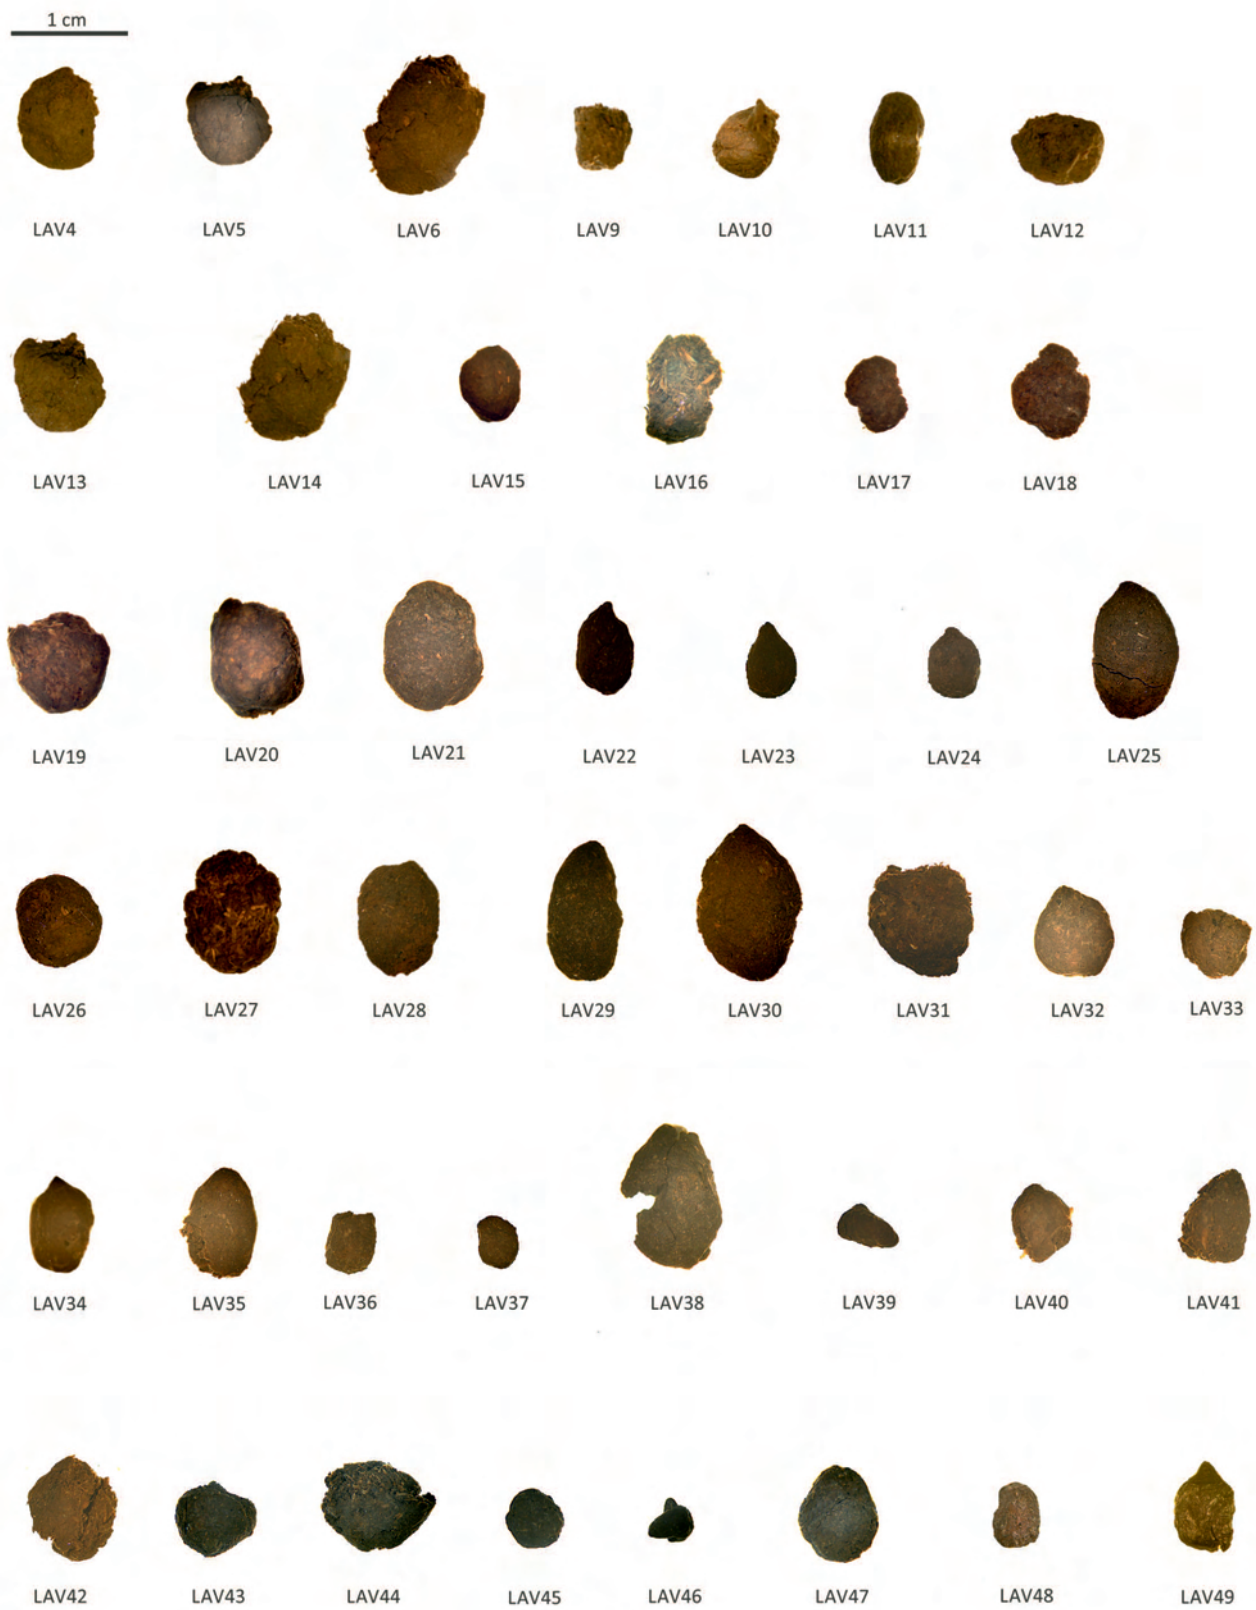 1 cm
LAV4 LAV5 LAV6 LAV9 LAV10 LAV11 LAV12
LAV13 LAV14 LAV15 LAV16 LAV17 LAV18
LAV19 LAV20 LAV21 LAV22 LAV23 LAV24 LAV25
LAV26 LAV27 LAV28 LAV29 LAV30 LAV31 LAV32 LAV33
LAV34 LAV35 LAV36 LAV37 LAV38 LAV39 LAV40 LAV41
LAV42 LAV43 LAV44 LAV45 LAV46 LAV47 LAV48 LAV49